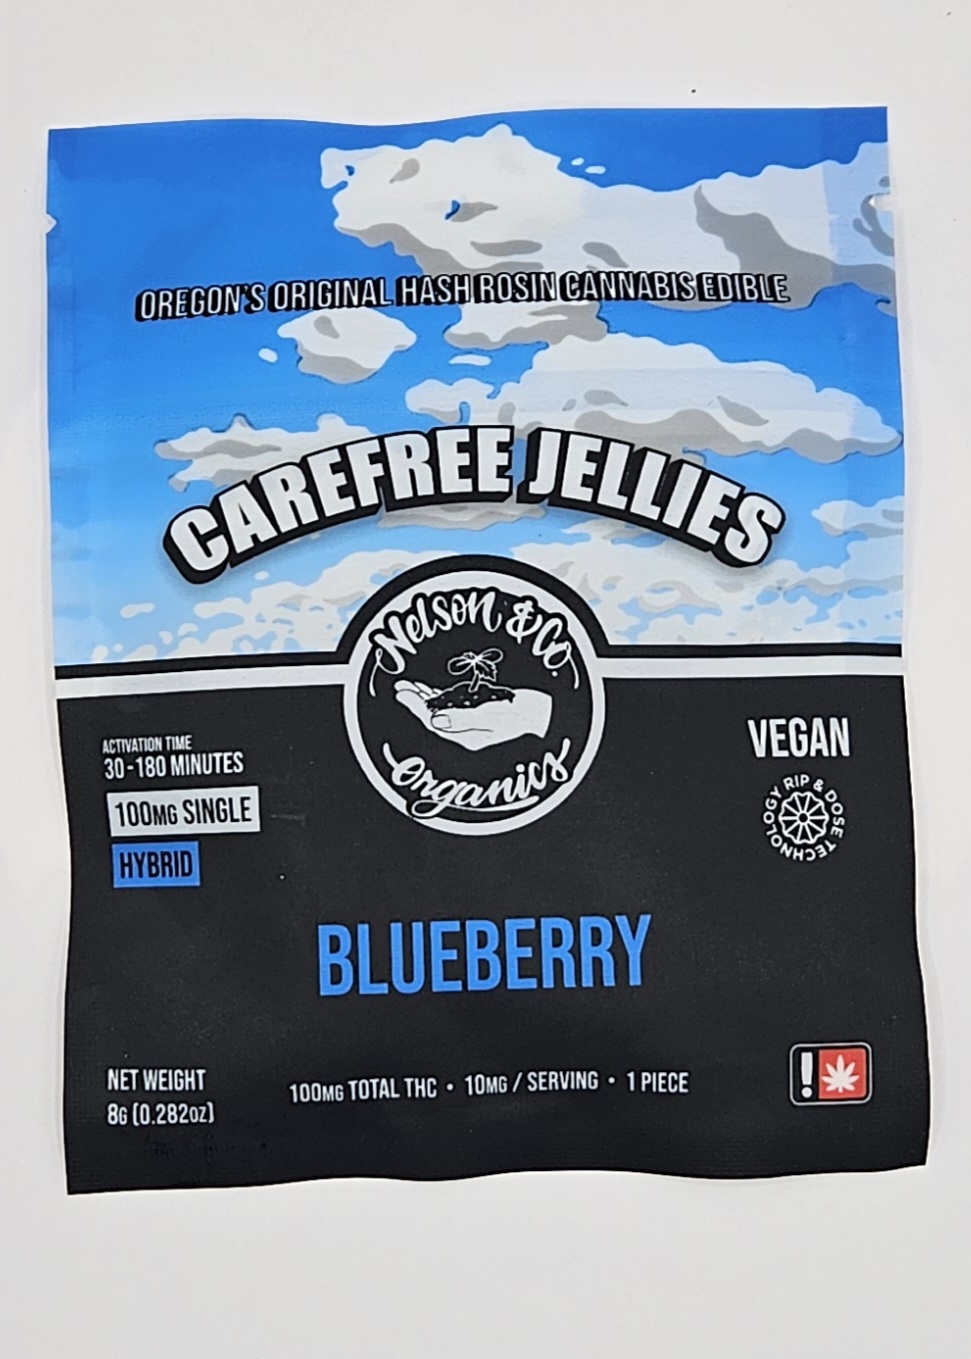 OREGON'S ORIGINAL HASH ROSIN CANNABIS EDIBLE
CAREFREE JELLIES
Nelson & Co.
Organics
ACTIVATION TIME
30-180 MINUTES
100MG SINGLE
HYBRID
VEGAN
RIP & DOSE TECHNOLOGY
BLUEBERRY
NET WEIGHT
8G (0.282OZ)
100MG TOTAL THC • 10MG / SERVING • 1 PIECE
!